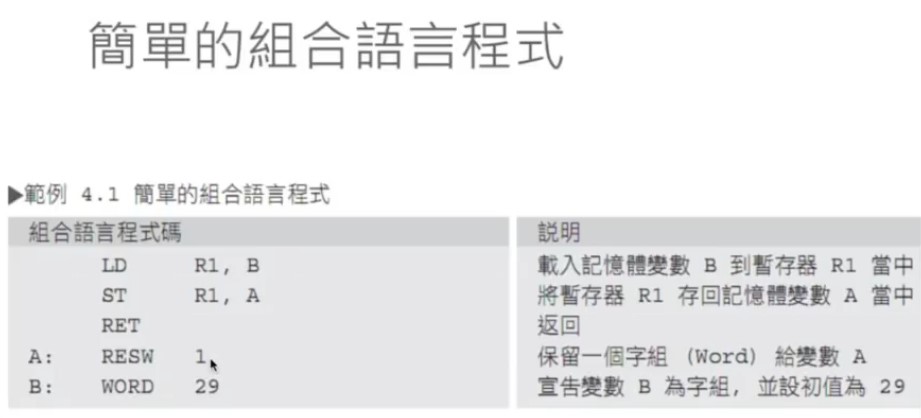 簡單的組合語言程式
▶範例 4.1 簡單的組合語言程式
組合語言程式碼 說明
LD R1, B 載入記憶體變數 B 到暫存器 R1 當中
ST R1, A 將暫存器 R1 存回記憶體變數 A 當中
RET 返回
A: RESW 1 保留一個字組 (Word) 給變數 A
B: WORD 29 宣告變數 B 為字組, 並設初值為 29